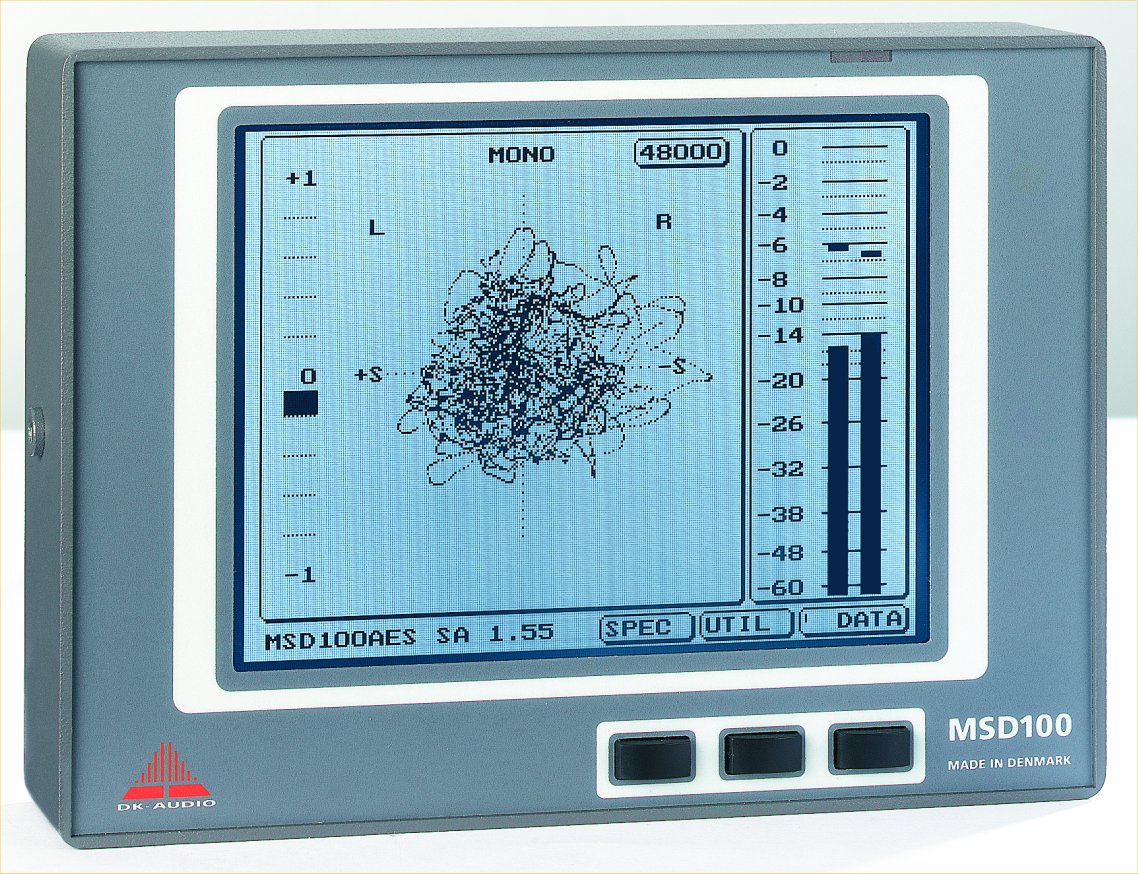 MONO
48000
+1
L
R
0
+S
-S
-1
0
-2
-4
-6
-8
-10
-14
-20
-26
-32
-38
-48
-60
MSD100AES SA 1.55
SPEC
UTIL
DATA
DK-AUDIO
MSD100
MADE IN DENMARK